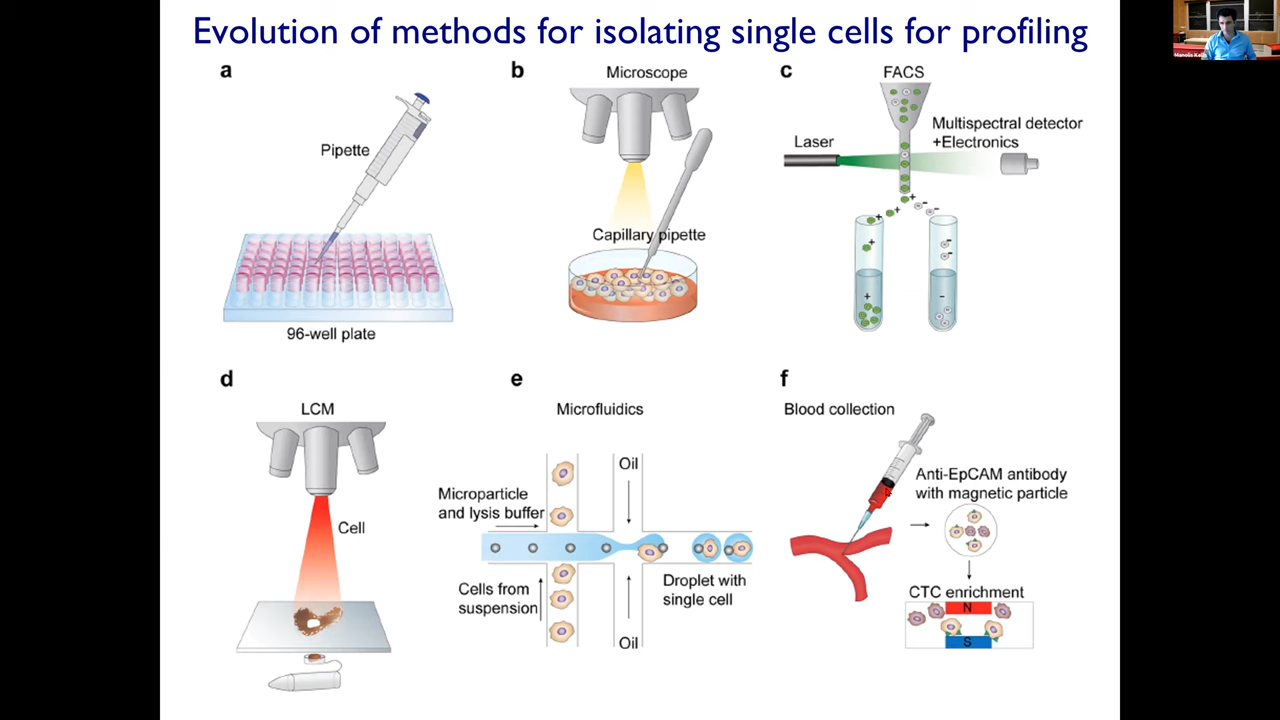 Evolution of methods for isolating single cells for profiling
a
Pipette
96-well plate
b
Microscope
Capillary pipette
c
FACS
Laser
Multispectral detector
+Electronics
+
-
+
-
+
-
-
+
-
d
LCM
Cell
e
Microfluidics
Oil
Microparticle
and lysis buffer
Cells from
suspension
Droplet with
single cell
Oil
f
Blood collection
Anti-EpCAM antibody
with magnetic particle
CTC enrichment
N
S